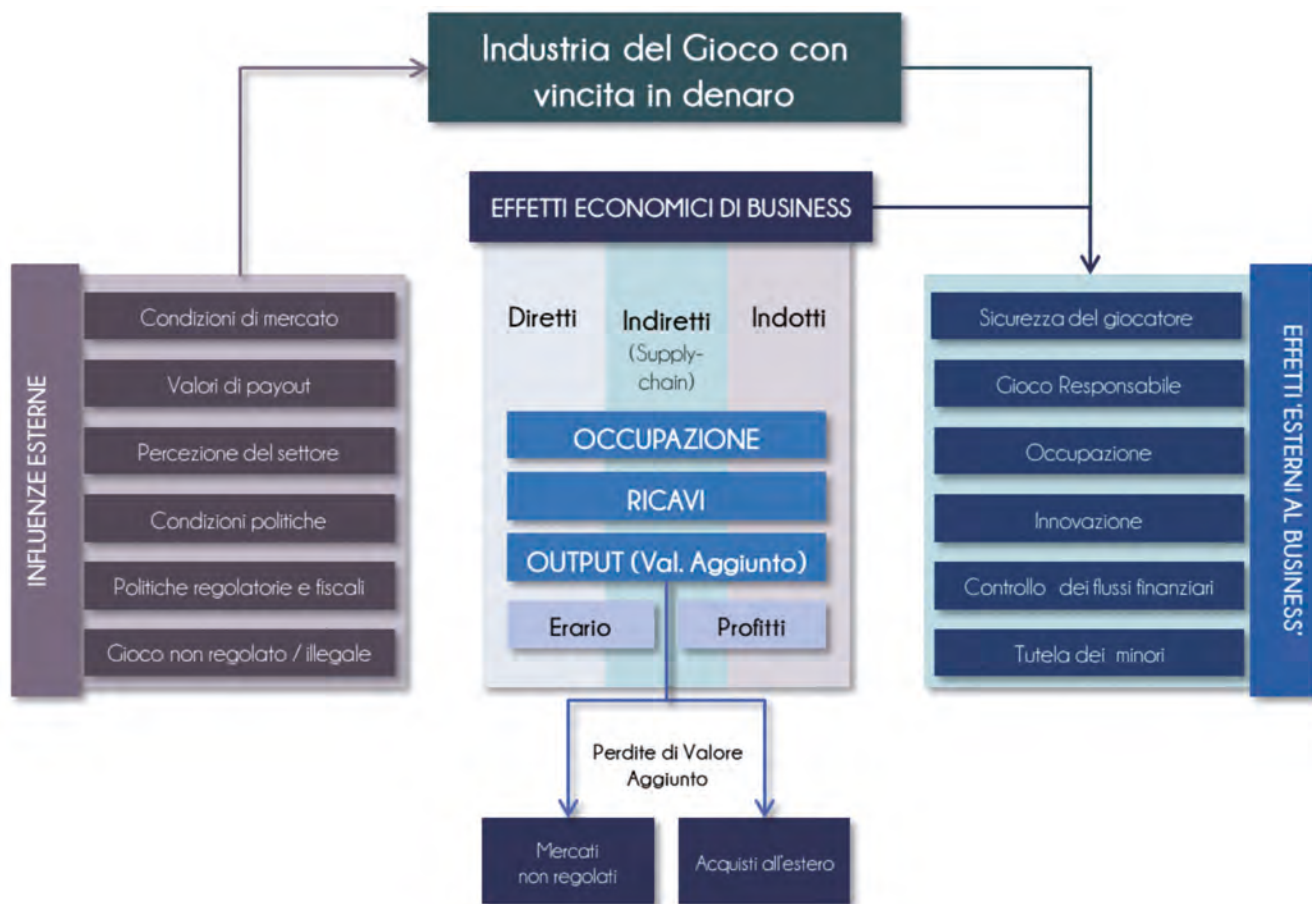 Industria del Gioco con
vincita in denaro
INFLUENZE ESTERNE
Condizioni di mercato
Valori di payout
Percezione del settore
Condizioni politiche
Politiche regolatorie e fiscali
Gioco non regolato / illegale
EFFETTI ECONOMICI DI BUSINESS
Diretti
Indiretti
(Supply-
chain)
Indotti
OCCUPAZIONE
RICAVI
OUTPUT (Val. Aggiunto)
Erario
Profitti
Perdite di Valore
Aggiunto
Mercati
non regolati
Acquisti all'estero
Sicurezza del giocatore
Gioco Responsabile
Occupazione
Innovazione
Controllo dei flussi finanziari
Tutela dei minori
EFFETTI 'ESTERNI AL BUSINESS'